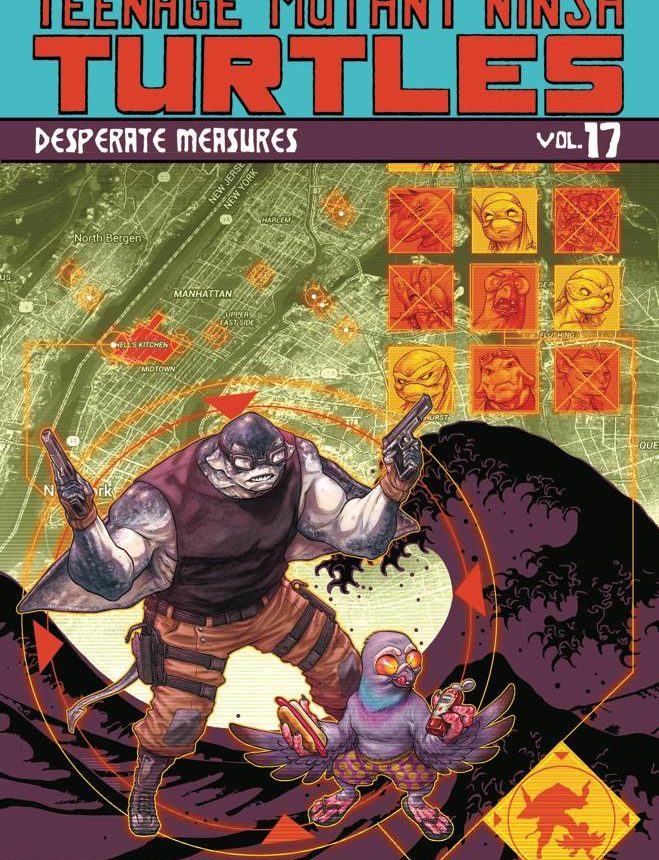 TEENAGE MUTANT NINJA
TURTLES
DESPERATE MEASURES
VOL. 17
NEW JERSEY
NEW YORK
HARLEM
North Bergen
MANHATTAN
UPPER
EAST SIDE
HELL'S KITCHEN
MIDTOWN
FLUSHING